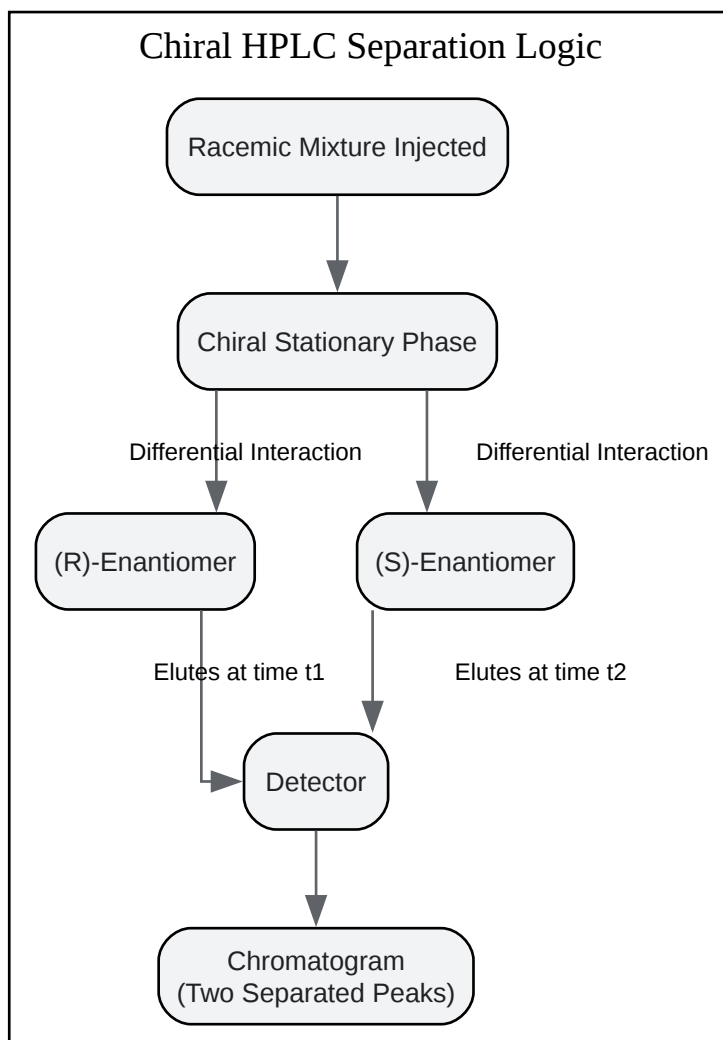 Chiral HPLC Separation Logic
Racemic Mixture Injected
Chiral Stationary Phase
Differential Interaction
Differential Interaction
(R)-Enantiomer
(S)-Enantiomer
Elutes at time t1
Elutes at time t2
Detector
Chromatogram
(Two Separated Peaks)